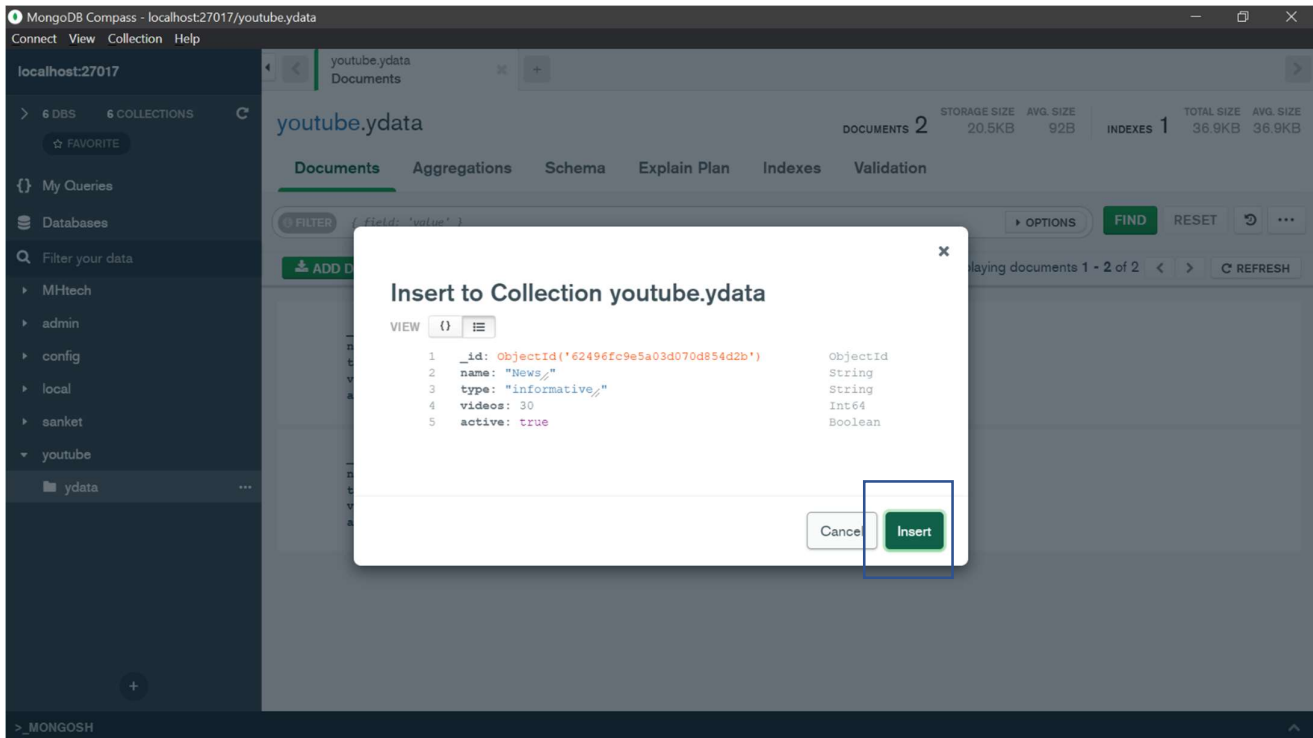 MongoDB Compass - localhost:27017/youtube.ydata
Connect View Collection Help
localhost:27017
6 DBS 6 COLLECTIONS
FAVORITE
{} My Queries
Databases
Filter your data
MHtech
admin
config
local
sanket
youtube
ydata
youtube.ydata
Documents
youtube.ydata
DOCUMENTS 2 STORAGE SIZE 20.5KB AVG. SIZE 92B INDEXES 1 TOTAL SIZE 36.9KB AVG. SIZE 36.9KB
Documents Aggregations Schema Explain Plan Indexes Validation
FILTER { field: 'value' } OPTIONS FIND RESET
ADD D
laying documents 1 - 2 of 2 REFRESH
Insert to Collection youtube.ydata
VIEW {}
1 _id: ObjectId('62496fc9e5a03d070d854d2b') ObjectId
2 name: "News" String
3 type: "informative" String
4 videos: 30 Int64
5 active: true Boolean
Cancel Insert
>_MONGOSH